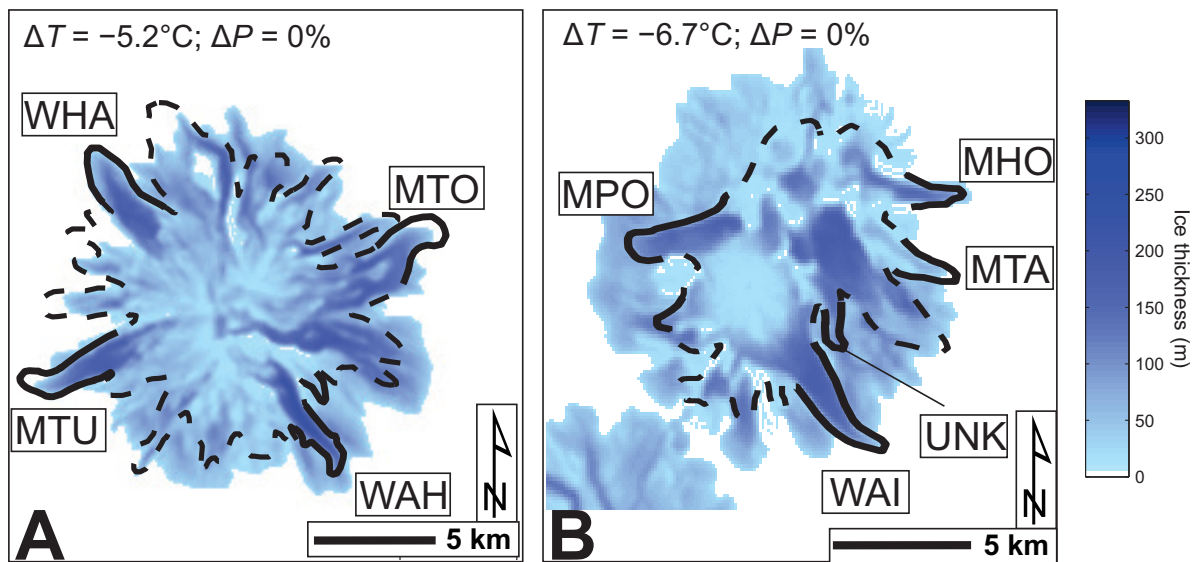 ΔT = −5.2°C; ΔP = 0%
WHA
MTO
MTU
WAH
N
A
5 km
ΔT = −6.7°C; ΔP = 0%
MHO
MPO
MTA
UNK
WAI
N
B
5 km
300
250
200
150
100
50
0
Ice thickness (m)